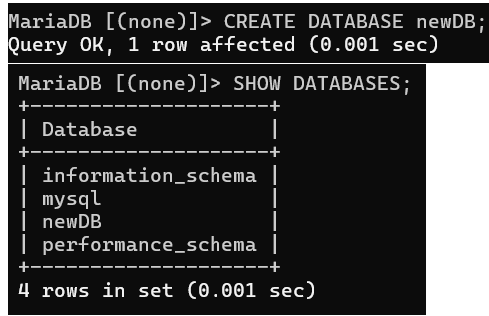 MariaDB [(none)]> CREATE DATABASE newDB;
Query OK, 1 row affected (0.001 sec)
MariaDB [(none)]> SHOW DATABASES;
+--------------------+
| Database           |
+--------------------+
| information_schema |
| mysql              |
| newDB              |
| performance_schema |
+--------------------+
4 rows in set (0.001 sec)